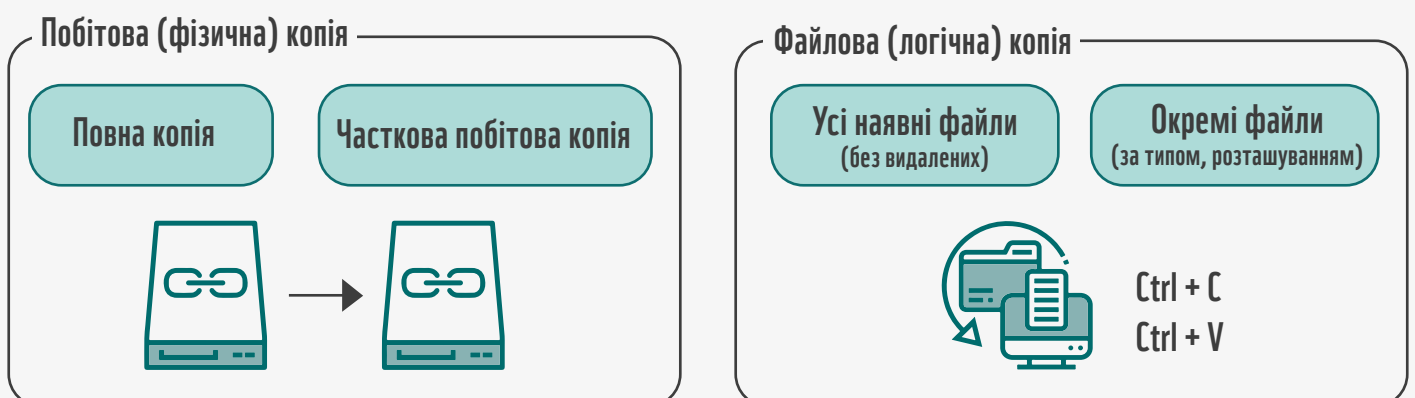 Побітова (фізична) копія
Повна копія
Часткова побітова копія
Файлова (логічна) копія
Усі наявні файли
(без видалених)
Окремі файли
(за типом, розташуванням)
Ctrl + C
Ctrl + V